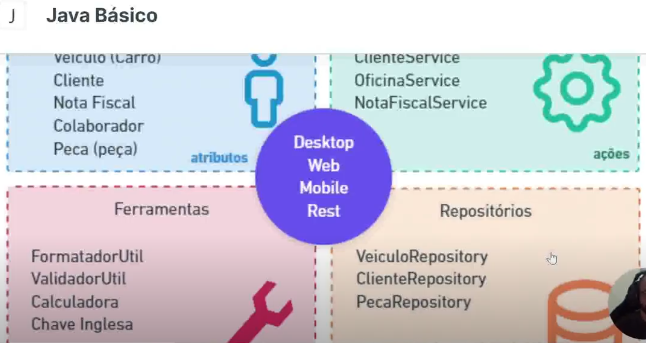 J Java Básico
Veículo (Carro)
Cliente
Nota Fiscal
Colaborador
Peca (peça)
atributos
ClienteService
OficinaService
NotaFiscalService
ações
Desktop
Web
Mobile
Rest
Ferramentas
FormatadorUtil
ValidadorUtil
Calculadora
Chave Inglesa
Repositórios
VeiculoRepository
ClienteRepository
PecaRepository